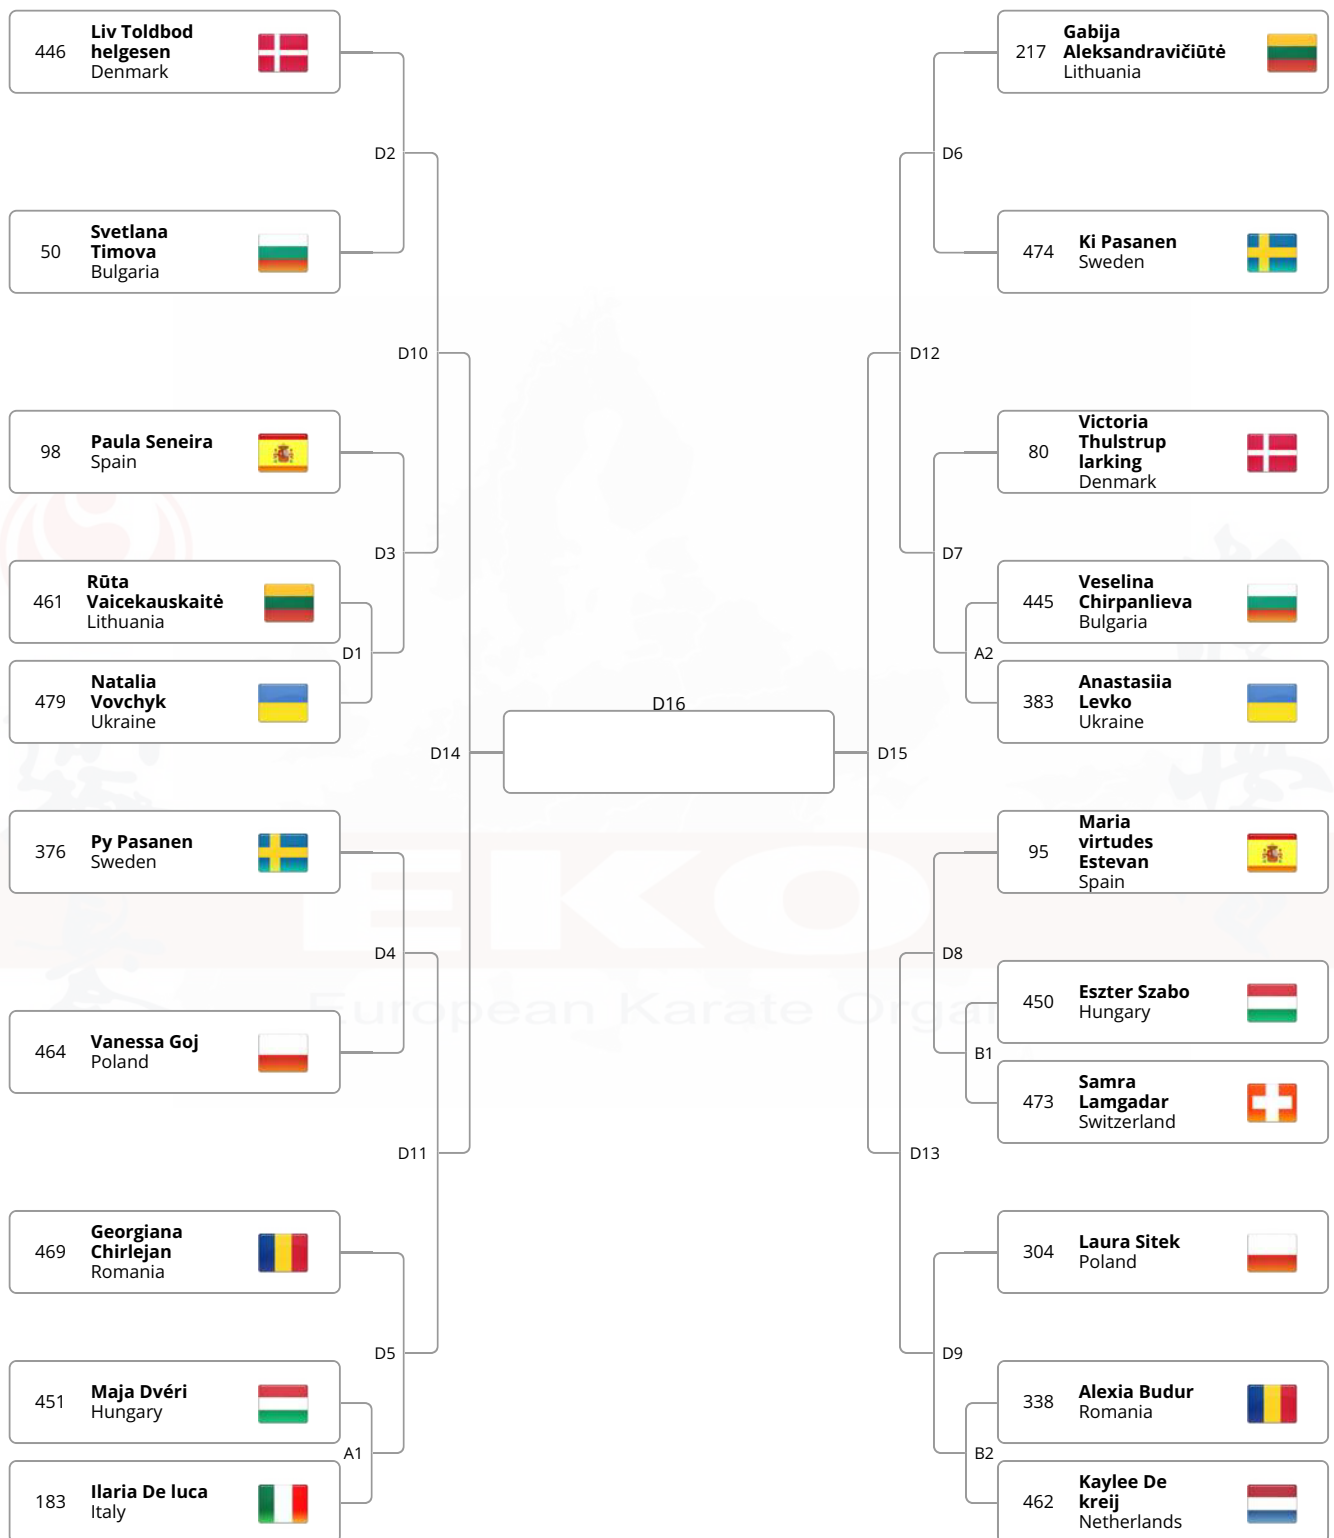 446
Liv Toldbod
helgesen
Denmark
D2
50
Svetlana
Timova
Bulgaria
D10
98
Paula Seneira
Spain
D3
461
Rūta
Vaicekauskaitė
Lithuania
D1
479
Natalia
Vovchyk
Ukraine
D14
376
Py Pasanen
Sweden
D4
464
Vanessa Goj
Poland
D11
469
Georgiana
Chirlejan
Romania
D5
451
Maja Dvéri
Hungary
A1
183
Ilaria De luca
Italy
D16
217
Gabija
Aleksandravičiūtė
Lithuania
D6
474
Ki Pasanen
Sweden
D12
80
Victoria
Thulstrup
larking
Denmark
D7
445
Veselina
Chirpanlieva
Bulgaria
A2
383
Anastasiia
Levko
Ukraine
D15
95
Maria
virtudes
Estevan
Spain
D8
450
Eszter Szabo
Hungary
B1
473
Samra
Lamgadar
Switzerland
D13
304
Laura Sitek
Poland
D9
338
Alexia Budur
Romania
B2
462
Kaylee De
kreij
Netherlands
EKO
European Karate Orga